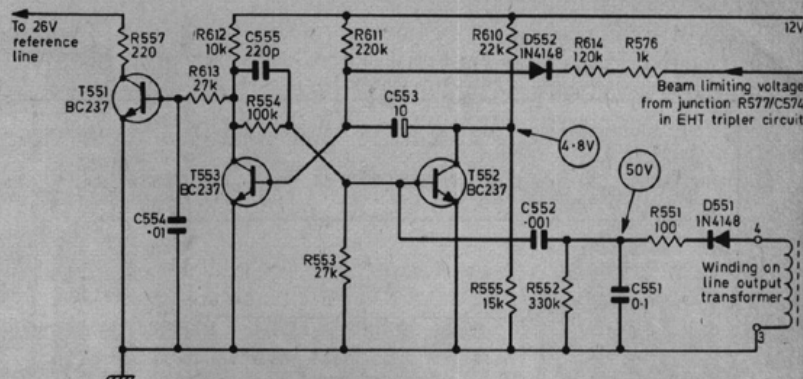 To 26V
reference
line
R557
220
T551
BC237
R612
10k
C555
220p
R613
27k
R554
100k
T553
BC237
C554
·01
R611
220k
C553
10
R553
27k
R610
22k
D552
1N4148
R614
120k
R576
1k
12V
Beam limiting voltage
from junction R577/C574
in EHT tripler circuit
4·8V
T552
BC237
C552
·001
50V
R551
100
D551
1N4148
4
Winding on
line output
transformer
3
R555
15k
R552
330k
C551
0·1